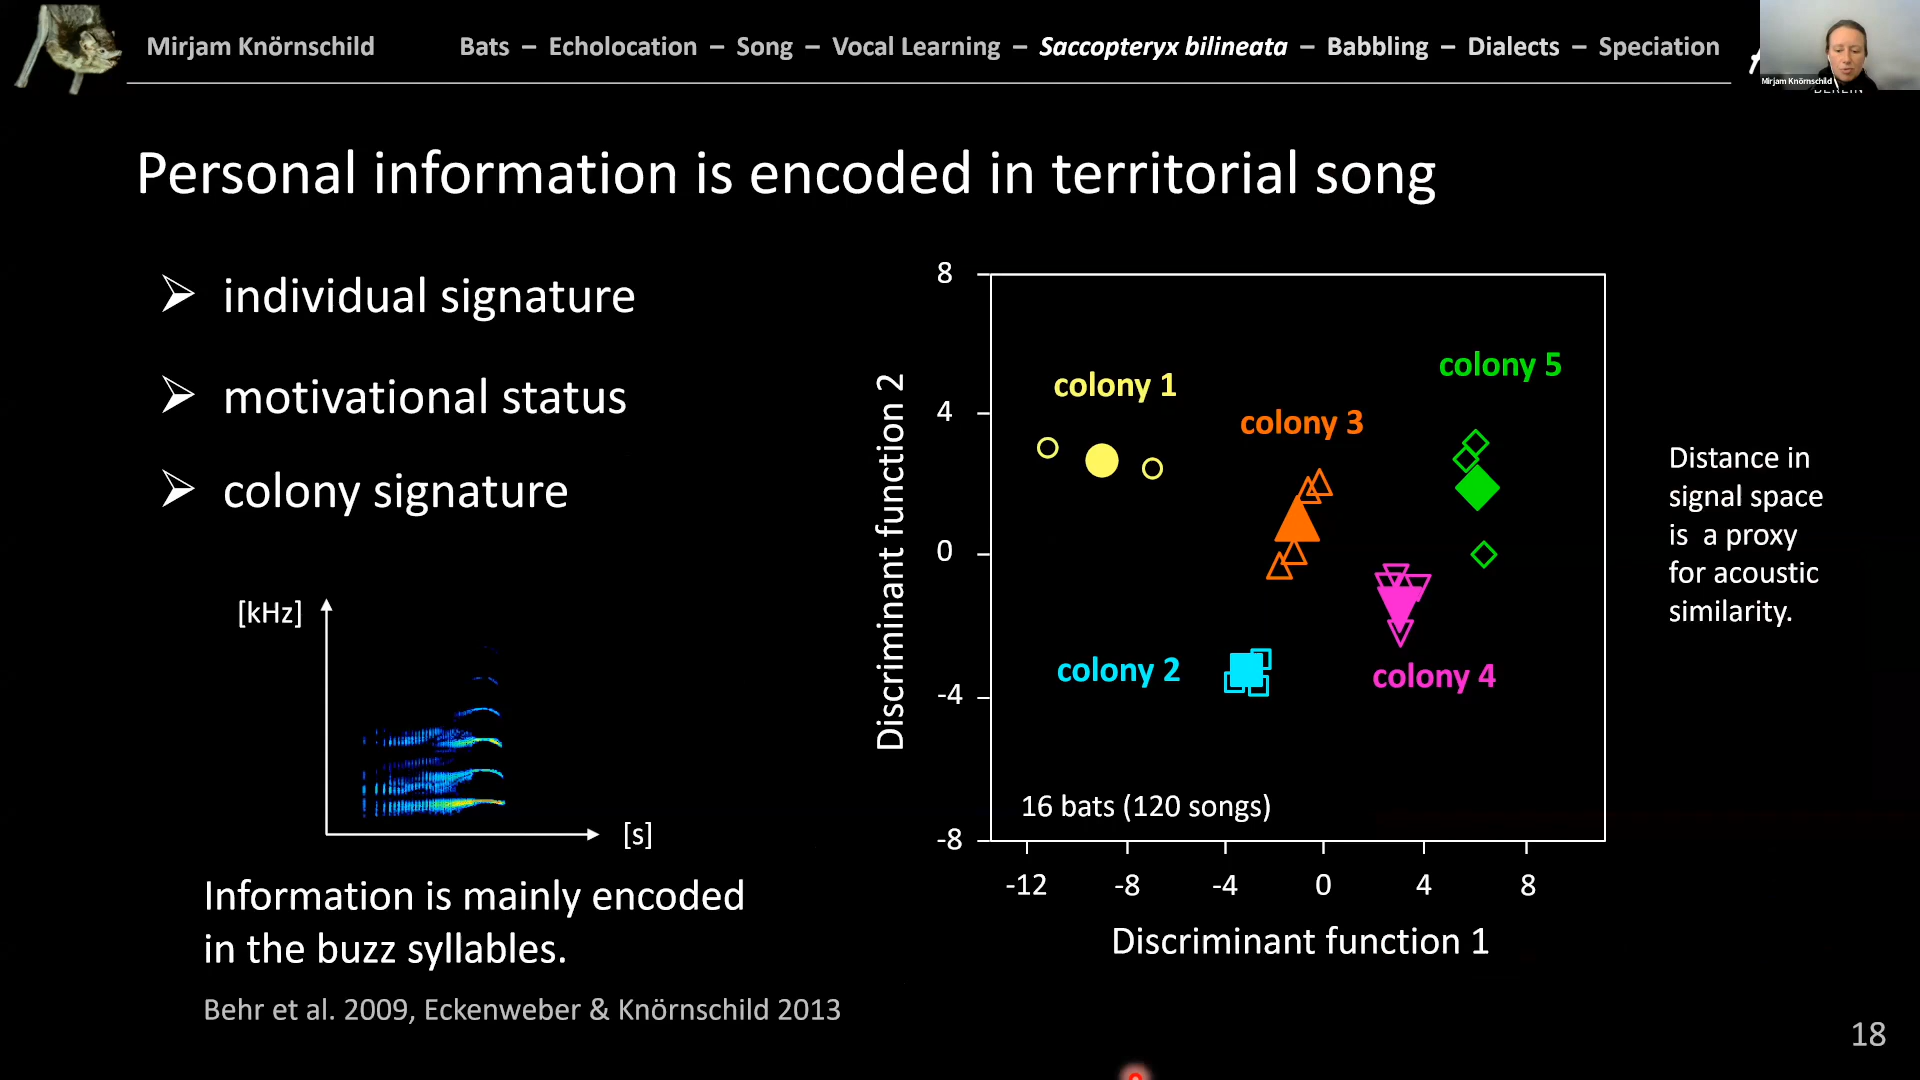 Mirjam Knörnschild
Bats – Echolocation – Song – Vocal Learning – Saccopteryx bilineata – Babbling – Dialects – Speciation
Mirjam Knörnschild
BERLIN
Personal information is encoded in territorial song
➢ individual signature
➢ motivational status
➢ colony signature
[kHz]
[s]
Information is mainly encoded
in the buzz syllables.
Behr et al. 2009, Eckenweber & Knörnschild 2013
Discriminant function 2
8
4
0
-4
-8
colony 1
colony 3
colony 5
colony 2
colony 4
16 bats (120 songs)
-12 -8 -4 0 4 8
Discriminant function 1
Distance in
signal space
is a proxy
for acoustic
similarity.
18